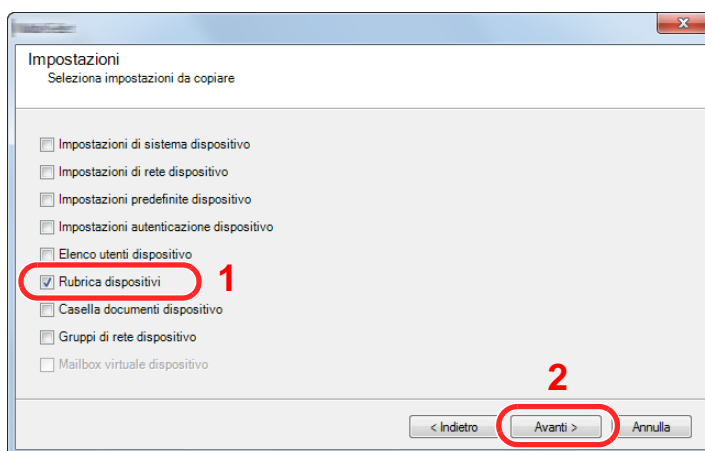 Impostazioni
Seleziona impostazioni da copiare
Impostazioni di sistema dispositivo
Impostazioni di rete dispositivo
Impostazioni predefinite dispositivo
Impostazioni autenticazione dispositivo
Elenco utenti dispositivo
Rubrica dispositivi 1
Casella documenti dispositivo
Gruppi di rete dispositivo
Mailbox virtuale dispositivo
2
< Indietro Avanti > Annulla